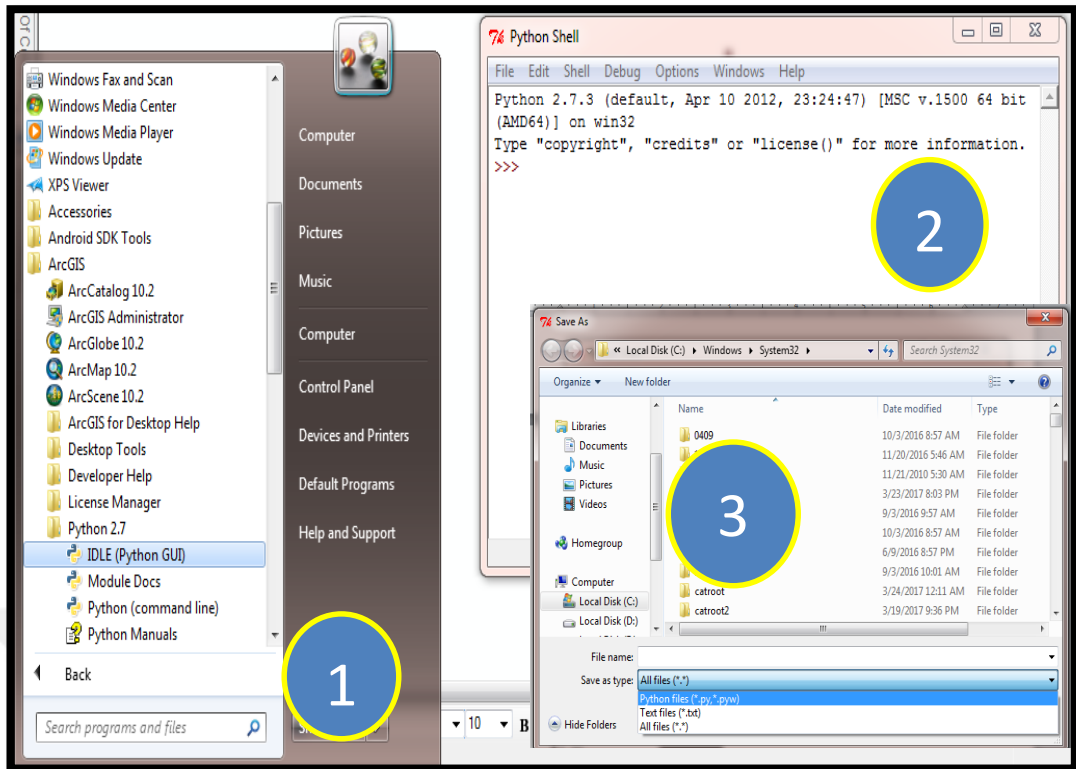 Windows Fax and Scan
Windows Media Center
Windows Media Player
Windows Update
XPS Viewer
Accessories
Android SDK Tools
ArcGIS
ArcCatalog 10.2
ArcGIS Administrator
ArcGlobe 10.2
ArcMap 10.2
ArcScene 10.2
ArcGIS for Desktop Help
Desktop Tools
Developer Help
License Manager
Python 2.7
IDLE (Python GUI)
Module Docs
Python (command line)
Python Manuals
Back
Search programs and files
Computer
Documents
Pictures
Music
Computer
Control Panel
Devices and Printers
Default Programs
Help and Support
1
10 B
Python Shell
File Edit Shell Debug Options Windows Help
Python 2.7.3 (default, Apr 10 2012, 23:24:47) [MSC v.1500 64 bit
(AMD64)] on win32
Type "copyright", "credits" or "license()" for more information.
>>>
2
Save As
« Local Disk (C:) Windows System32
Search System32
Organize New folder
Libraries
Documents
Music
Pictures
Videos
Homegroup
Computer
Local Disk (C:)
Local Disk (D:)
Name Date modified Type
0409 10/3/2016 8:57 AM File folder
11/20/2016 5:46 AM File folder
11/21/2010 5:30 AM File folder
3/23/2017 8:03 PM File folder
9/3/2016 9:57 AM File folder
10/3/2016 8:57 AM File folder
6/9/2016 8:57 PM File folder
9/3/2016 10:01 AM File folder
catroot 3/24/2017 12:11 AM File folder
catroot2 3/19/2017 9:36 PM File folder
3
File name:
Save as type: All files (*.*)
Python files (*.py,*.pyw)
Text files (*.txt)
All files (*.*)
Hide Folders